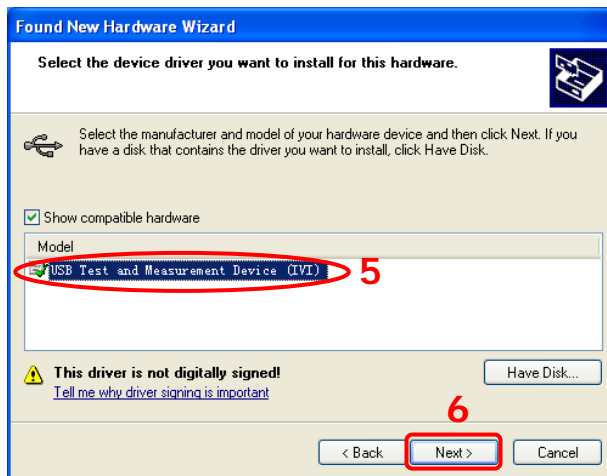 Found New Hardware Wizard
Select the device driver you want to install for this hardware.
Select the manufacturer and model of your hardware device and then click Next. If you
have a disk that contains the driver you want to install, click Have Disk.
Show compatible hardware
Model
USB Test and Measurement Device (IVI)
5
This driver is not digitally signed!
Have Disk...
Tell me why driver signing is important
6
< Back
Next >
Cancel